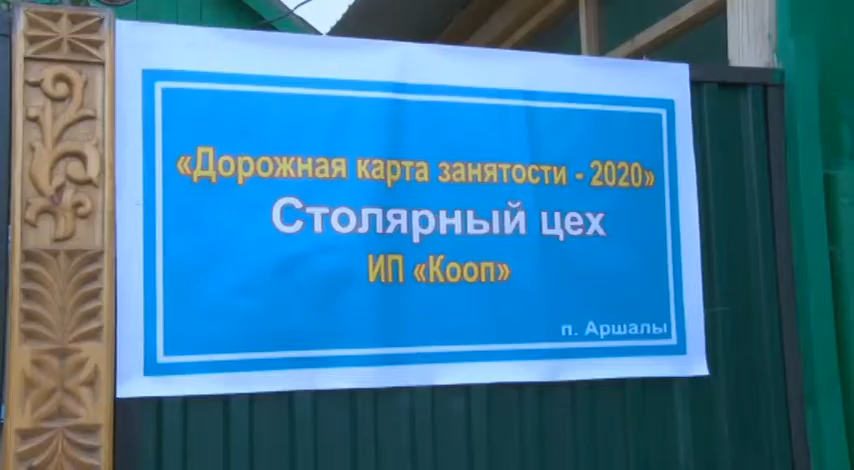 «Дорожная карта занятости - 2020»
Столярный цех
ИП «Кооп»
п. Аршалы